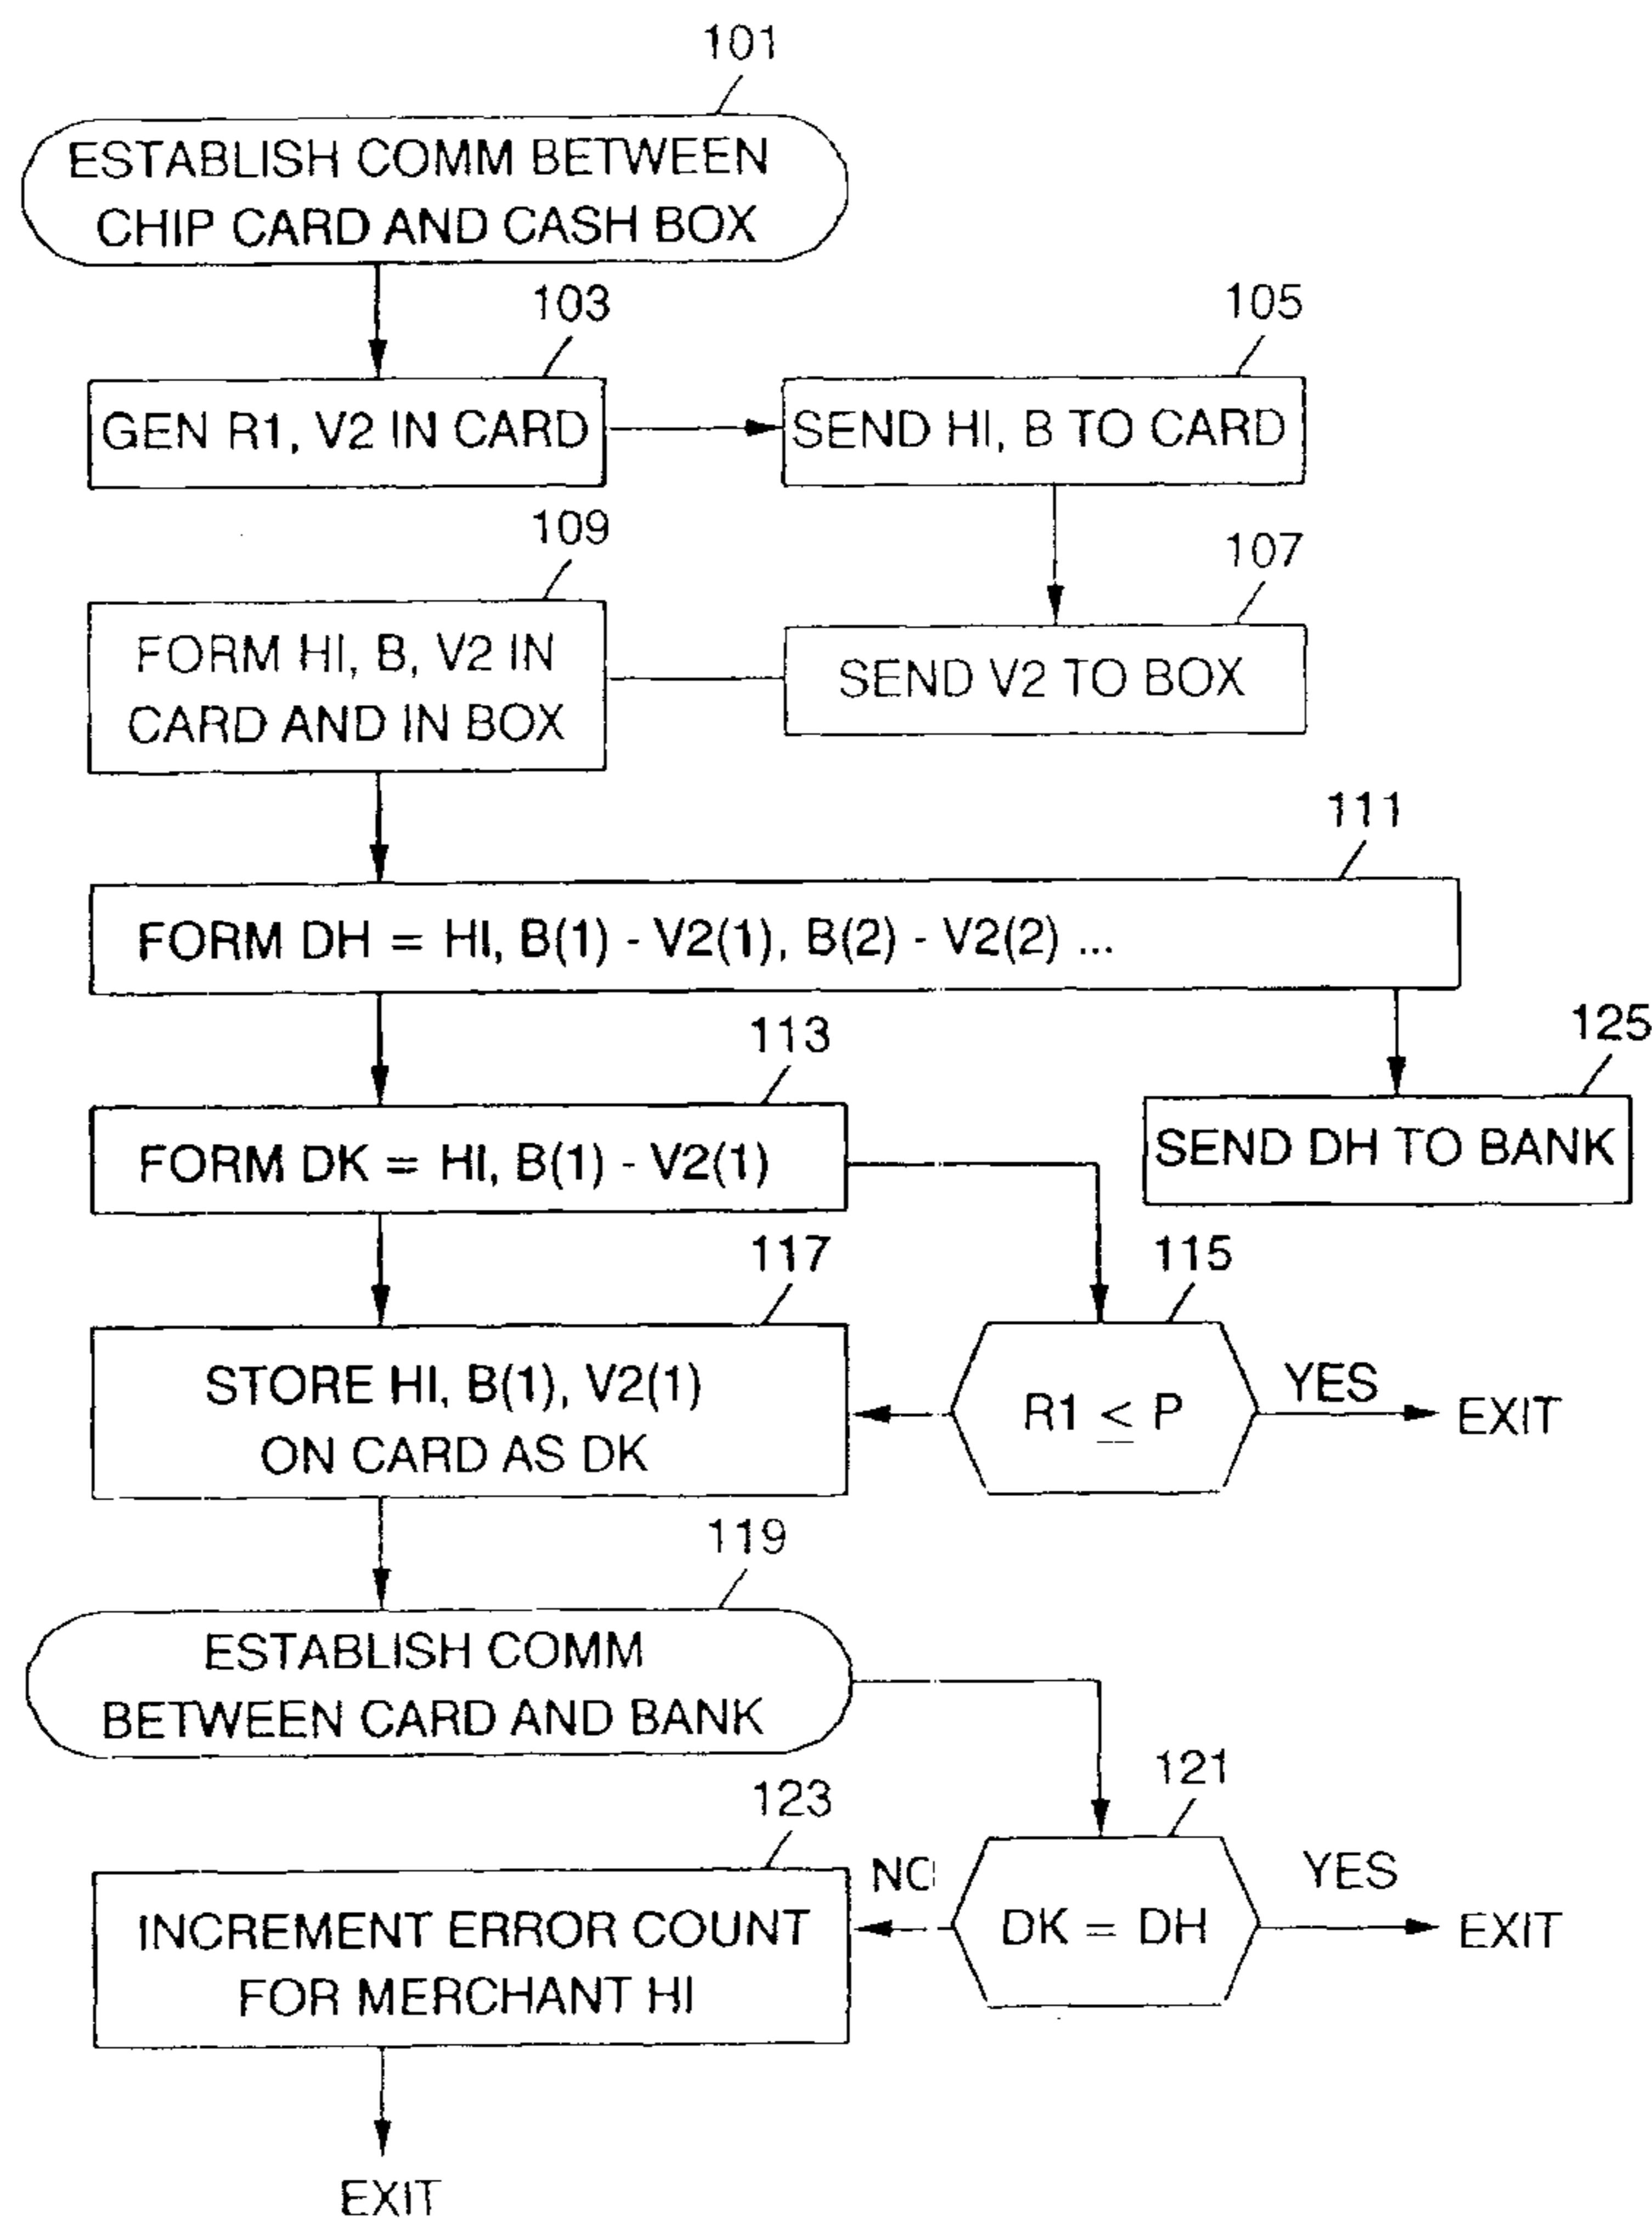 101
ESTABLISH COMM BETWEEN
CHIP CARD AND CASH BOX
103
GEN R1, V2 IN CARD
105
SEND HI, B TO CARD
107
SEND V2 TO BOX
109
FORM HI, B, V2 IN
CARD AND IN BOX
111
FORM DH = HI, B(1) - V2(1), B(2) - V2(2) ...
125
SEND DH TO BANK
113
FORM DK = HI, B(1) - V2(1)
115
R1 ≤ P
YES
EXIT
117
STORE HI, B(1), V2(1)
ON CARD AS DK
119
ESTABLISH COMM
BETWEEN CARD AND BANK
121
DK = DH
YES
EXIT
NO
123
INCREMENT ERROR COUNT
FOR MERCHANT HI
EXIT